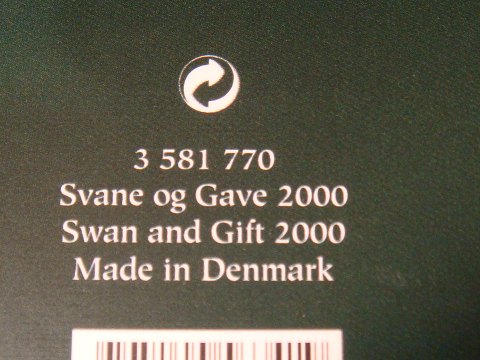 3 581 770
Svane og Gave 2000
Swan and Gift 2000
Made in Denmark